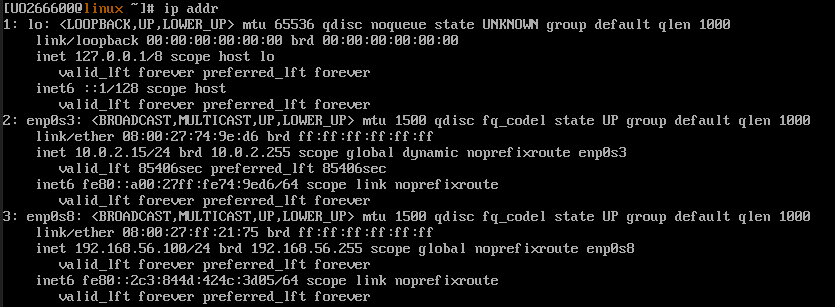 [UO266600@linux ~]# ip addr
1: lo: <LOOPBACK,UP,LOWER_UP> mtu 65536 qdisc noqueue state UNKNOWN group default qlen 1000
    link/loopback 00:00:00:00:00:00 brd 00:00:00:00:00:00
    inet 127.0.0.1/8 scope host lo
       valid_lft forever preferred_lft forever
    inet6 ::1/128 scope host
       valid_lft forever preferred_lft forever
2: enp0s3: <BROADCAST,MULTICAST,UP,LOWER_UP> mtu 1500 qdisc fq_codel state UP group default qlen 1000
    link/ether 08:00:27:74:9e:d6 brd ff:ff:ff:ff:ff:ff
    inet 10.0.2.15/24 brd 10.0.2.255 scope global dynamic noprefixroute enp0s3
       valid_lft 85406sec preferred_lft 85406sec
    inet6 fe80::a00:27ff:fe74:9ed6/64 scope link noprefixroute
       valid_lft forever preferred_lft forever
3: enp0s8: <BROADCAST,MULTICAST,UP,LOWER_UP> mtu 1500 qdisc fq_codel state UP group default qlen 1000
    link/ether 08:00:27:ff:21:75 brd ff:ff:ff:ff:ff:ff
    inet 192.168.56.100/24 brd 192.168.56.255 scope global noprefixroute enp0s8
       valid_lft forever preferred_lft forever
    inet6 fe80::2c3:844d:424c:3d05/64 scope link noprefixroute
       valid_lft forever preferred_lft forever